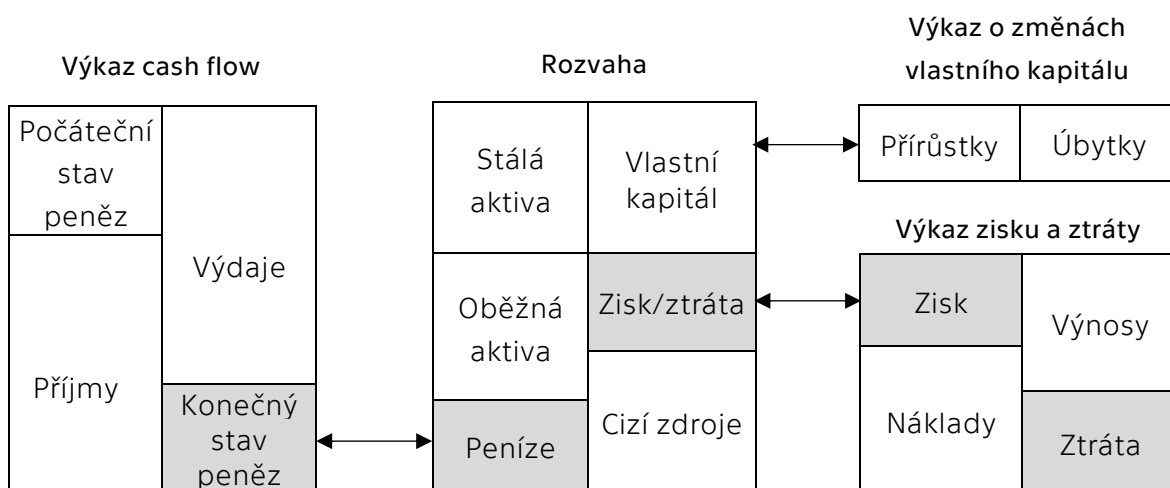 Výkaz cash flow
Počáteční
stav
peněz
Výdaje
Příjmy
Konečný
stav
peněz
Rozvaha
Stálá
aktiva
Vlastní
kapitál
Oběžná
aktiva
Zisk/ztráta
Peníze
Cizí zdroje
Výkaz o změnách
vlastního kapitálu
Přírůstky
Úbytky
Výkaz zisku a ztráty
Zisk
Výnosy
Náklady
Ztráta